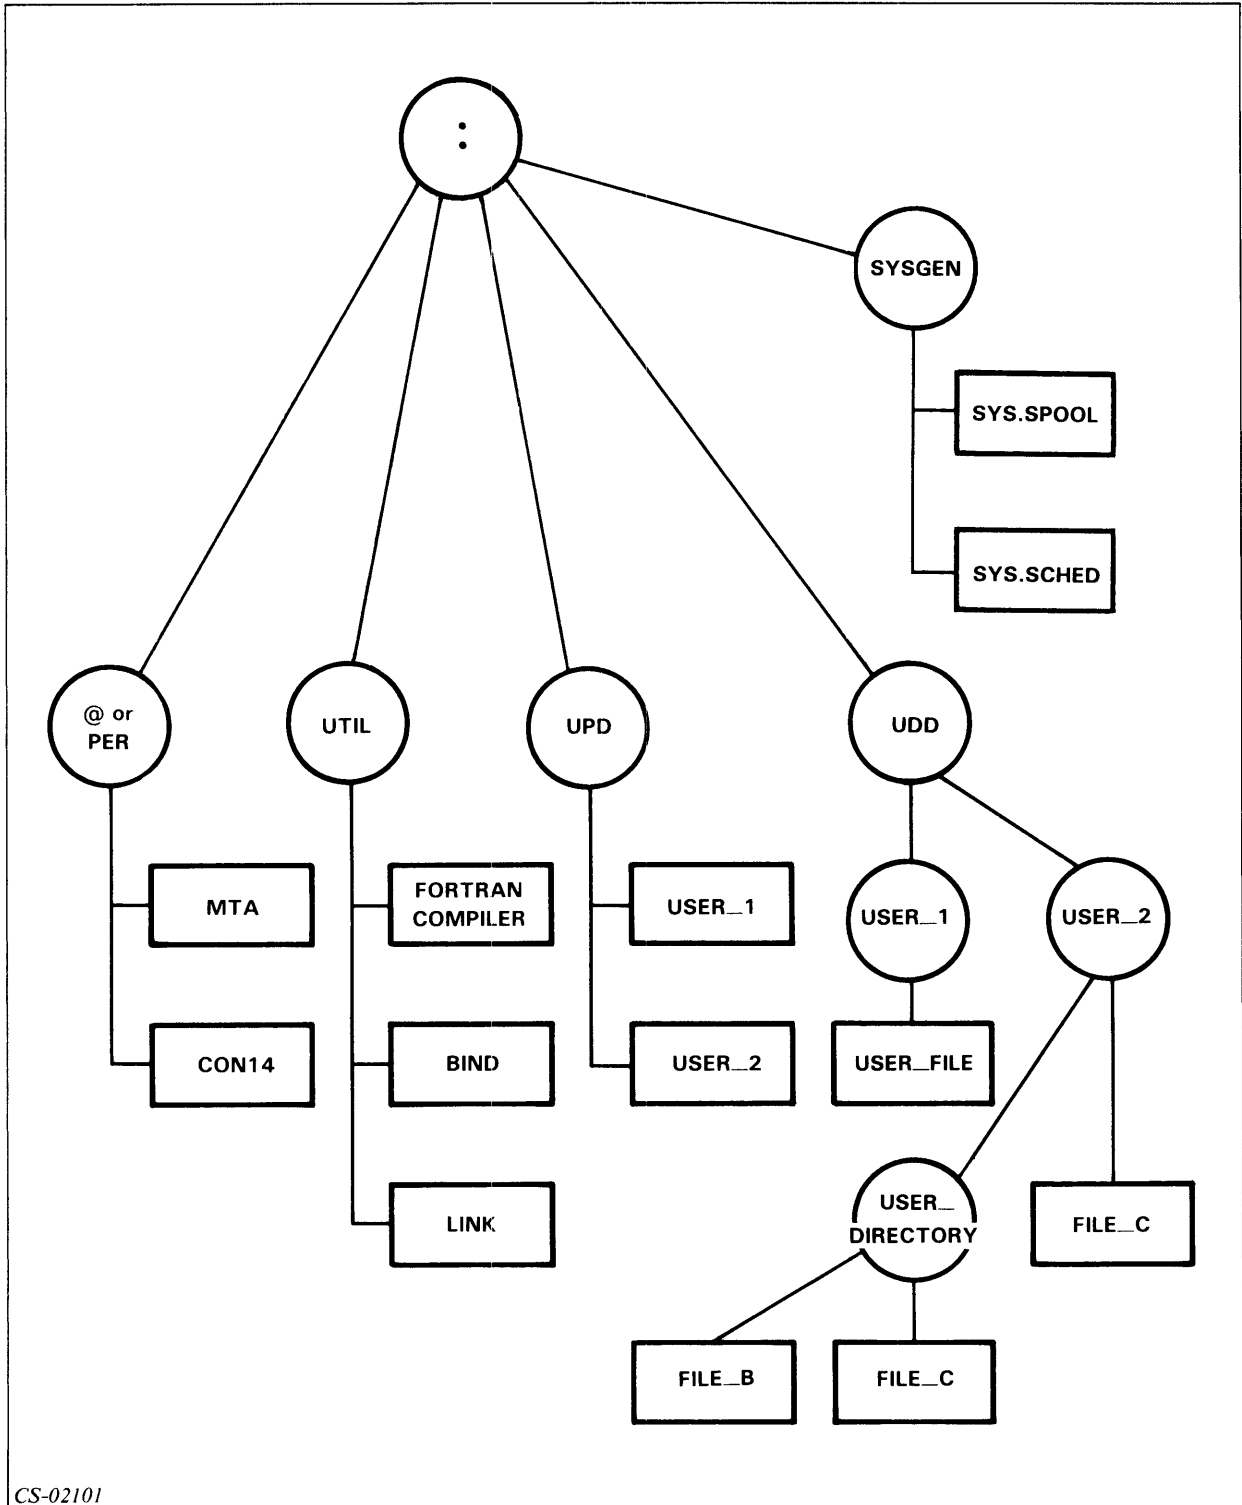 :
SYSGEN
SYS.SPOOL
SYS.SCHED
@ or
PER
UTIL
UPD
UDD
MTA
FORTRAN
COMPILER
USER_1
USER_1
USER_2
CON14
BIND
USER_2
USER_FILE
LINK
USER_
DIRECTORY
FILE_C
FILE_B
FILE_C
CS-02101